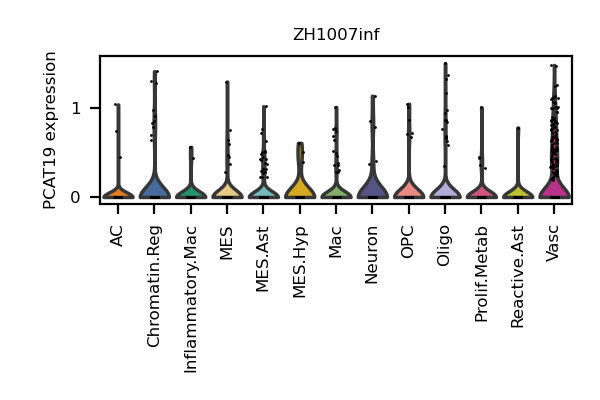 ZH1007inf
PCAT19 expression
1
0
AC
Chromatin.Reg
Inflammatory.Mac
MES
MES.Ast
MES.Hyp
Mac
Neuron
OPC
Oligo
Prolif.Metab
Reactive.Ast
Vasc